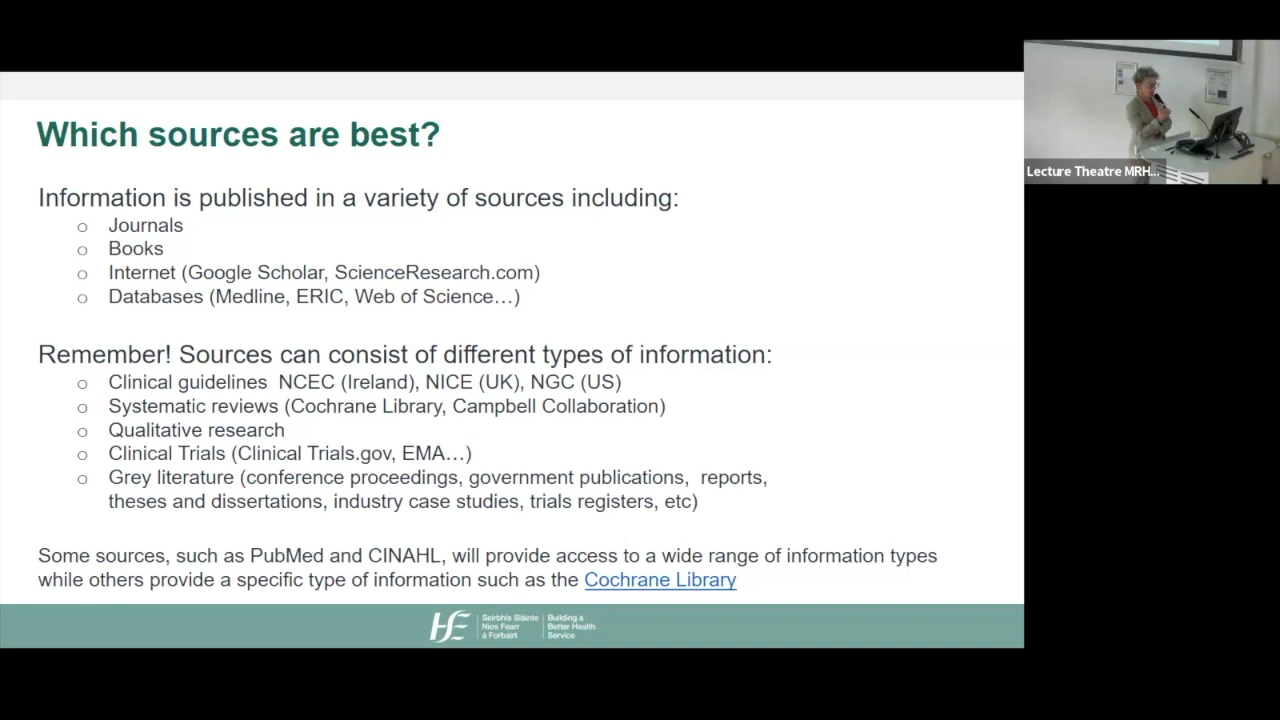 Which sources are best?
Information is published in a variety of sources including:
o Journals
o Books
o Internet (Google Scholar, ScienceResearch.com)
o Databases (Medline, ERIC, Web of Science…)
Remember! Sources can consist of different types of information:
o Clinical guidelines  NCEC (Ireland), NICE (UK), NGC (US)
o Systematic reviews (Cochrane Library, Campbell Collaboration)
o Qualitative research
o Clinical Trials (Clinical Trials.gov, EMA…)
o Grey literature (conference proceedings, government publications,  reports,
theses and dissertations, industry case studies, trials registers, etc)
Some sources, such as PubMed and CINAHL, will provide access to a wide range of information types
while others provide a specific type of information such as the Cochrane Library
HE
Seirbhís Sláinte
Níos Fearr
á Forbairt
Building a
Better Health
Service
Lecture Theatre MRH...